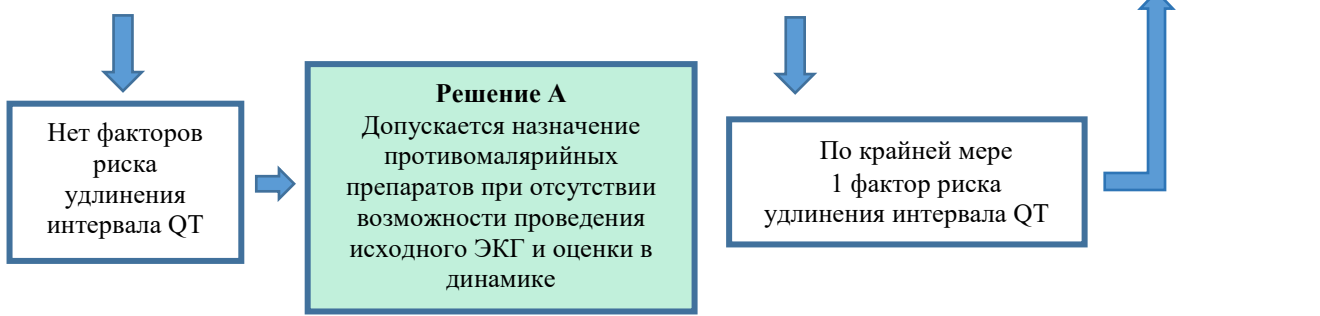 Нет факторов
риска
удлинения
интервала QT
Решение А
Допускается назначение
противомалярийных
препаратов при отсутствии
возможности проведения
исходного ЭКГ и оценки в
динамике
По крайней мере
1 фактор риска
удлинения интервала QT